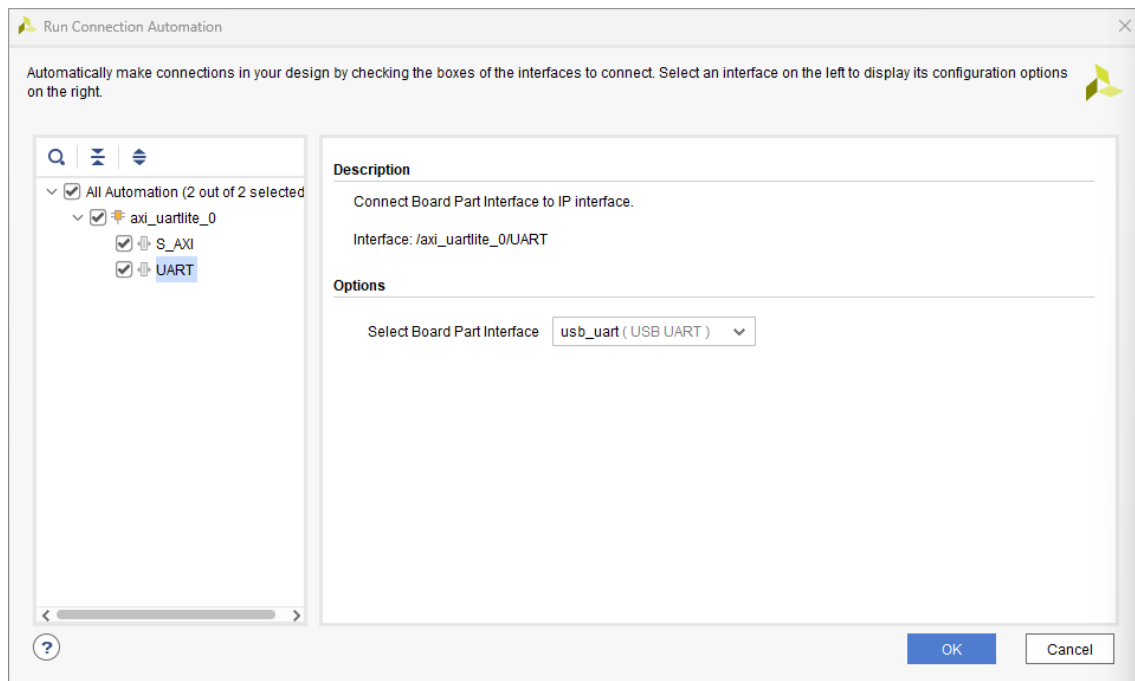 Run Connection Automation
Automatically make connections in your design by checking the boxes of the interfaces to connect. Select an interface on the left to display its configuration options
on the right.
All Automation (2 out of 2 selected
axi_uartlite_0
S_AXI
UART
Description
Connect Board Part Interface to IP interface.
Interface: /axi_uartlite_0/UART
Options
Select Board Part Interface usb_uart ( USB UART )
?
OK Cancel